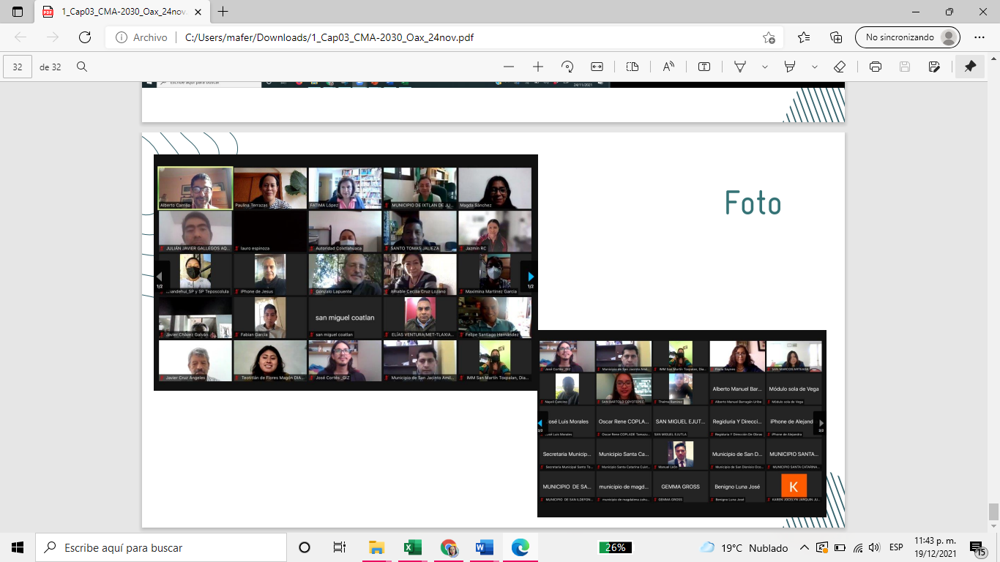 1_Cap03_CMA-2030_Oax_24nov.
Archivo
C:/Users/mafer/Downloads/1_Cap03_CMA-2030_Oax_24nov.pdf
No sincronizando
32
de 32
24/11/2021
Foto
Alberto Carrillo
Paulina Terrazas
FATIMA López
MUNICIPIO DE IXTLAN DE JU...
Magda Sánchez
JULIÁN JAVIER GALLEGOS AQ...
lauro espinoza
Autoridad Coixtlahuaca
SANTO TOMAS JALIEZA
Jazmín RC
1/2
1/2
SP y SP Teposcolula
iPhone de Jesus
Gonzalo Lapuente
Amable Cecilia Cruz Lozano
Maximina Martínez García
san miguel coatlan
Javier Chávez Galván
Fabian García
san miguel coatlan
ELÍAS VENTURA/MET-TLAXIA...
Felipe Santiago Hernández
Javier Cruz Angeles
Teotitlán de Flores Magón DIA...
José Cortés _GIZ
Municipio de San Jacinto Amil...
IMM San Martín Toxpalan, Dia...
José Cortés _GIZ
Municipio de San Jacinto Amil...
IMM San Martín Toxpalan, Dia...
SAN MARCOS ARTEAGA
Alberto Manuel Bar...
Módulo sola de Vega
Nayeli Cancino
SAN BARTOLO COYOTEPEC
Thelma Ramírez
Alberto Manuel Barragán Uribe
Módulo sola de Vega
José Luis Morales
Oscar Rene COPLA...
SAN MIGUEL EJUT...
Regiduria Y Direcci...
iPhone de Alejand
2/2
2/2
José Luis Morales
Oscar Rene COPLADE Tamazu...
SAN MIGUEL EJUTLA
Regiduria Y Dirección De Obras
iPhone de Alejandra
Secretaria Municip...
Municipio Santa Ca...
Municipio de San D...
MUNICIPIO SANTA...
Secretaria Municipal Santo To...
Municipio Santa Catarina Cuixt...
Manuel León
Municipio de San Dionisio Oco...
MUNICIPIO SANTA CATARINA...
MUNICIPIO DE SA...
municipio de magd...
GEMMA GROSS
Benigno Luna José
K
MUNICIPIO DE SAN ILDEFON...
municipio de magdalena zahu...
GEMMA GROSS
Benigno Luna José
KAREN JOCELYN JARQUIN JU...
Escribe aquí para buscar
26%
19°C Nublado
ESP
11:43 p. m.
19/12/2021
15